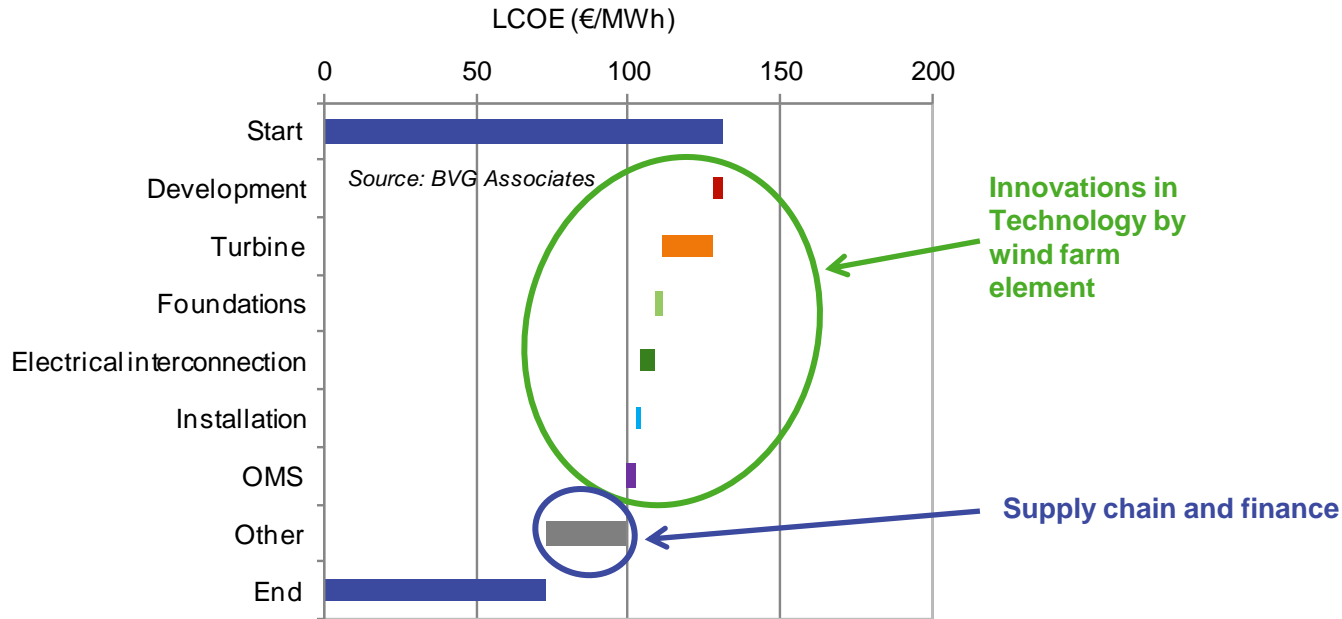 LCOE (€/MWh)
0 50 100 150 200
Start
Development
Source: BVG Associates
Turbine
Foundations
Electrical interconnection
Installation
OMS
Other
End
Innovations in
Technology by
wind farm
element
Supply chain and finance